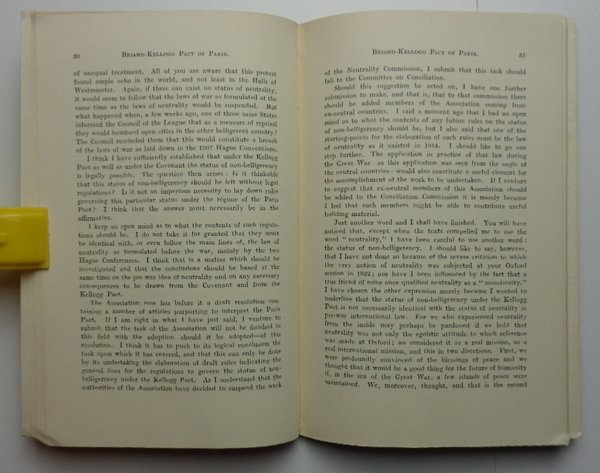 20 Briand-Kellogg Pact of Paris.
of unequal treatment. All of you are aware that this protest
found ample echo in the world, and not least in the Halls of
Westminster. Again, if there can exist no status of neutrality,
it would seem to follow that the laws of war as formulated at the
same time as the laws of neutrality would be suspended. But
what happened when, a few weeks ago, one of these same States
informed the Council of the League that as a measure of reprisal
they would bombard open cities in the other belligerent country?
The Council reminded them that this would constitute a breach
of the laws of war as laid down in the 1907 Hague Conventions.
I think I have sufficiently established that under the Kellogg
Pact as well as under the Covenant the status of non-belligerency
is legally possible. The question then arises: Is it thinkable
that this status of non-belligerency should be left without legal
regulations? Is it not an imperious necessity to lay down rules
governing this particular status under the régime of the Paris
Pact? I think that the answer must necessarily be in the
affirmative.
I keep an open mind as to what the contents of such regula-
tions should be. I do not take it for granted that they must
be identical with, or even follow the main lines of, the law of
neutrality as formulated before the war, mainly by the two
Hague Conferences. I think that is a matter which should be
investigated and that the conclusions should be based at the
same time on the pre-war idea of neutrality and on any necessary
consequences to be drawn from the Covenant and from the
Kellogg Pact.
The Association now has before it a draft resolution con-
taining a number of articles purporting to interpret the Paris
Pact. If I am right in what I have just said, I venture to
submit that the task of the Association will not be finished in
this field with the adoption should it be adopted—of this
resolution. I think it has to push to its logical conclusion the
task upon which it has entered, and that this can only be done
by its undertaking the elaboration of draft rules indicating the
general lines for the regulations to govern the status of non-
belligerency under the Kellogg Pact. As I understand that the
authorities of the Association have decided to suspend the work
Briand-Kellogg Pact of Paris. 21
of the Neutrality Commission, I submit that this task should
fall to the Committee on Conciliation.
Should this suggestion be acted on, I have one further
submission to make, and that is, that to that commission there
should be added members of the Association coming from
ex-neutral countries. I said a moment ago that I had an open
mind as to what the contents of any future rules on the status
of non-belligerency should be, but I also said that one of the
starting-points for the elaboration of such rules must be the law
of neutrality as it existed in 1914. I should like to go one
step further. The application in practice of that law during
the Great War—as this application was seen from the angle of
the neutral countries—would also constitute a useful element for
the accomplishment of the work to be undertaken. If I venture
to suggest that ex-neutral members of this Association should
be added to the Conciliation Commission it is merely because
I feel that such members might be able to contribute useful
building material.
Just another word and I shall have finished. You will have
noticed that, except when the texts compelled me to use the
word "neutrality," I have been careful to use another word:
the status of non-belligerency. I should like to say, however,
that I have not done so because of the severe criticism to which
the very notion of neutrality was subjected at your Oxford
session in 1932; nor have I been influenced by the fact that a
true friend of mine once qualified neutrality as a "monstrosity."
I have chosen the other expression merely because I wanted to
underline that the status of non-belligerency under the Kellogg
Pact is not necessarily identical with the status of neutrality in
pre-war international law. For we who experienced neutrality
from the inside may perhaps be pardoned if we hold that
neutrality was not only the egoistic attitude to which reference
was made at Oxford; we considered it as a real mission, as a
real international mission, and this in two directions. First, we
were profoundly convinced of the blessings of peace and we
thought that it would be a good thing for the future of humanity
if, in the sea of the Great War, a few islands of peace were
maintained. We, moreover, thought, and that is the second